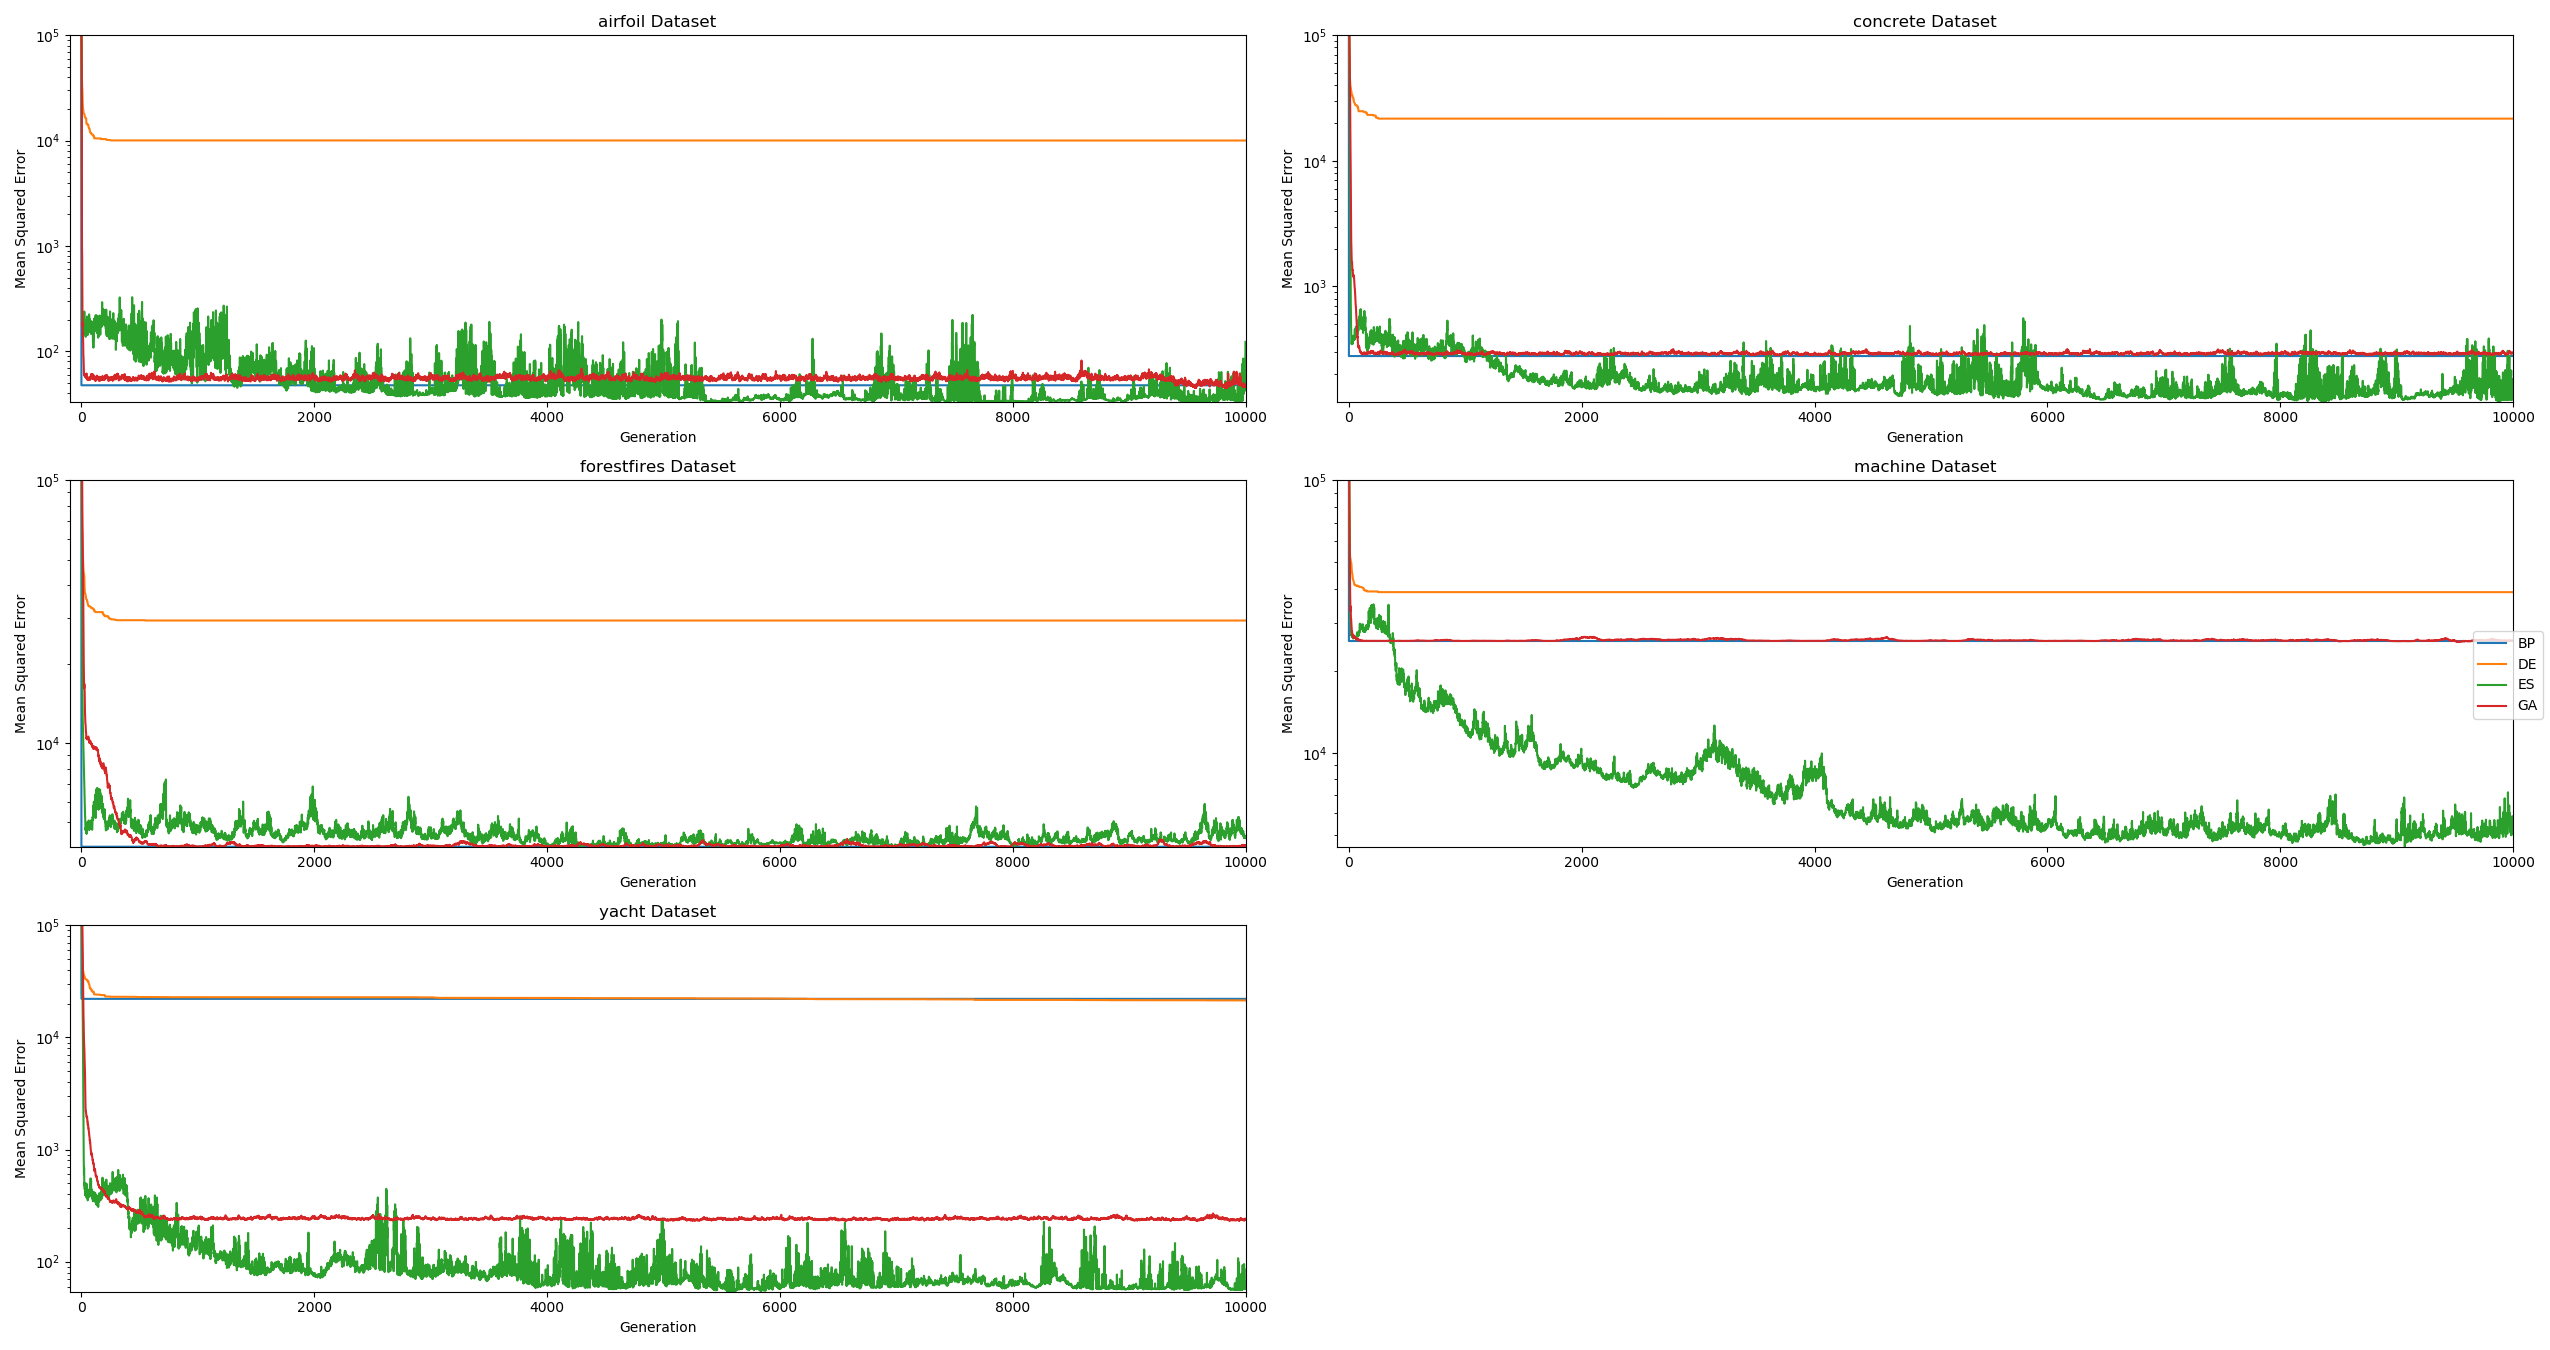 airfoil Dataset
10^5
10^4
10^3
10^2
Mean Squared Error
0 2000 4000 6000 8000 10000
Generation
concrete Dataset
10^5
10^4
10^3
Mean Squared Error
0 2000 4000 6000 8000 10000
Generation
forestfires Dataset
10^5
10^4
Mean Squared Error
0 2000 4000 6000 8000 10000
Generation
machine Dataset
10^5
10^4
Mean Squared Error
0 2000 4000 6000 8000 10000
Generation
BP
DE
ES
GA
yacht Dataset
10^5
10^4
10^3
10^2
Mean Squared Error
0 2000 4000 6000 8000 10000
Generation